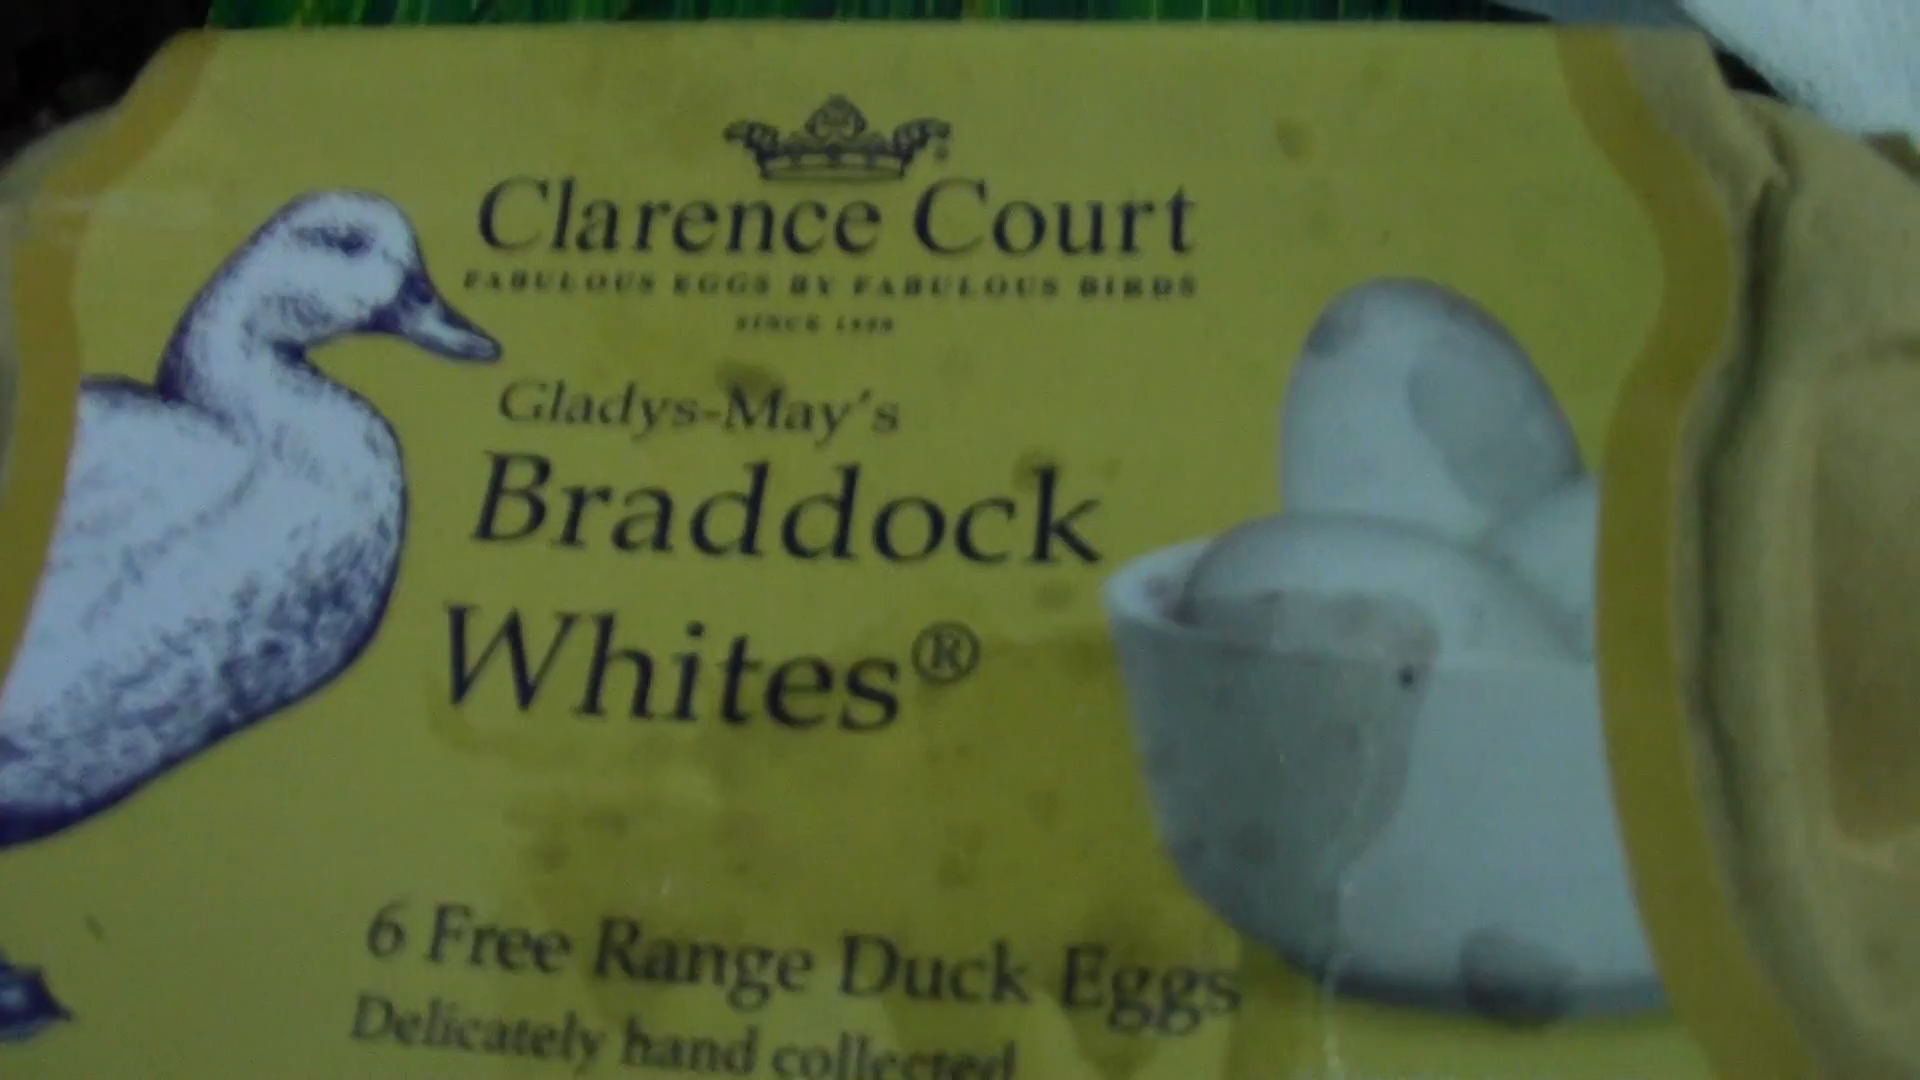 Clarence Court
FABULOUS EGGS BY FABULOUS BIRDS
SINCE
Gladys-May's
Braddock
Whites®
6 Free Range Duck Eggs
Delicately hand collected